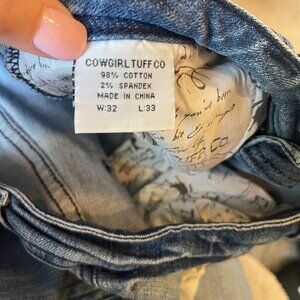 COWGIRLTUFFCO
98% COTTON
2% SPANDEX
MADE IN CHINA
W:32 L:33